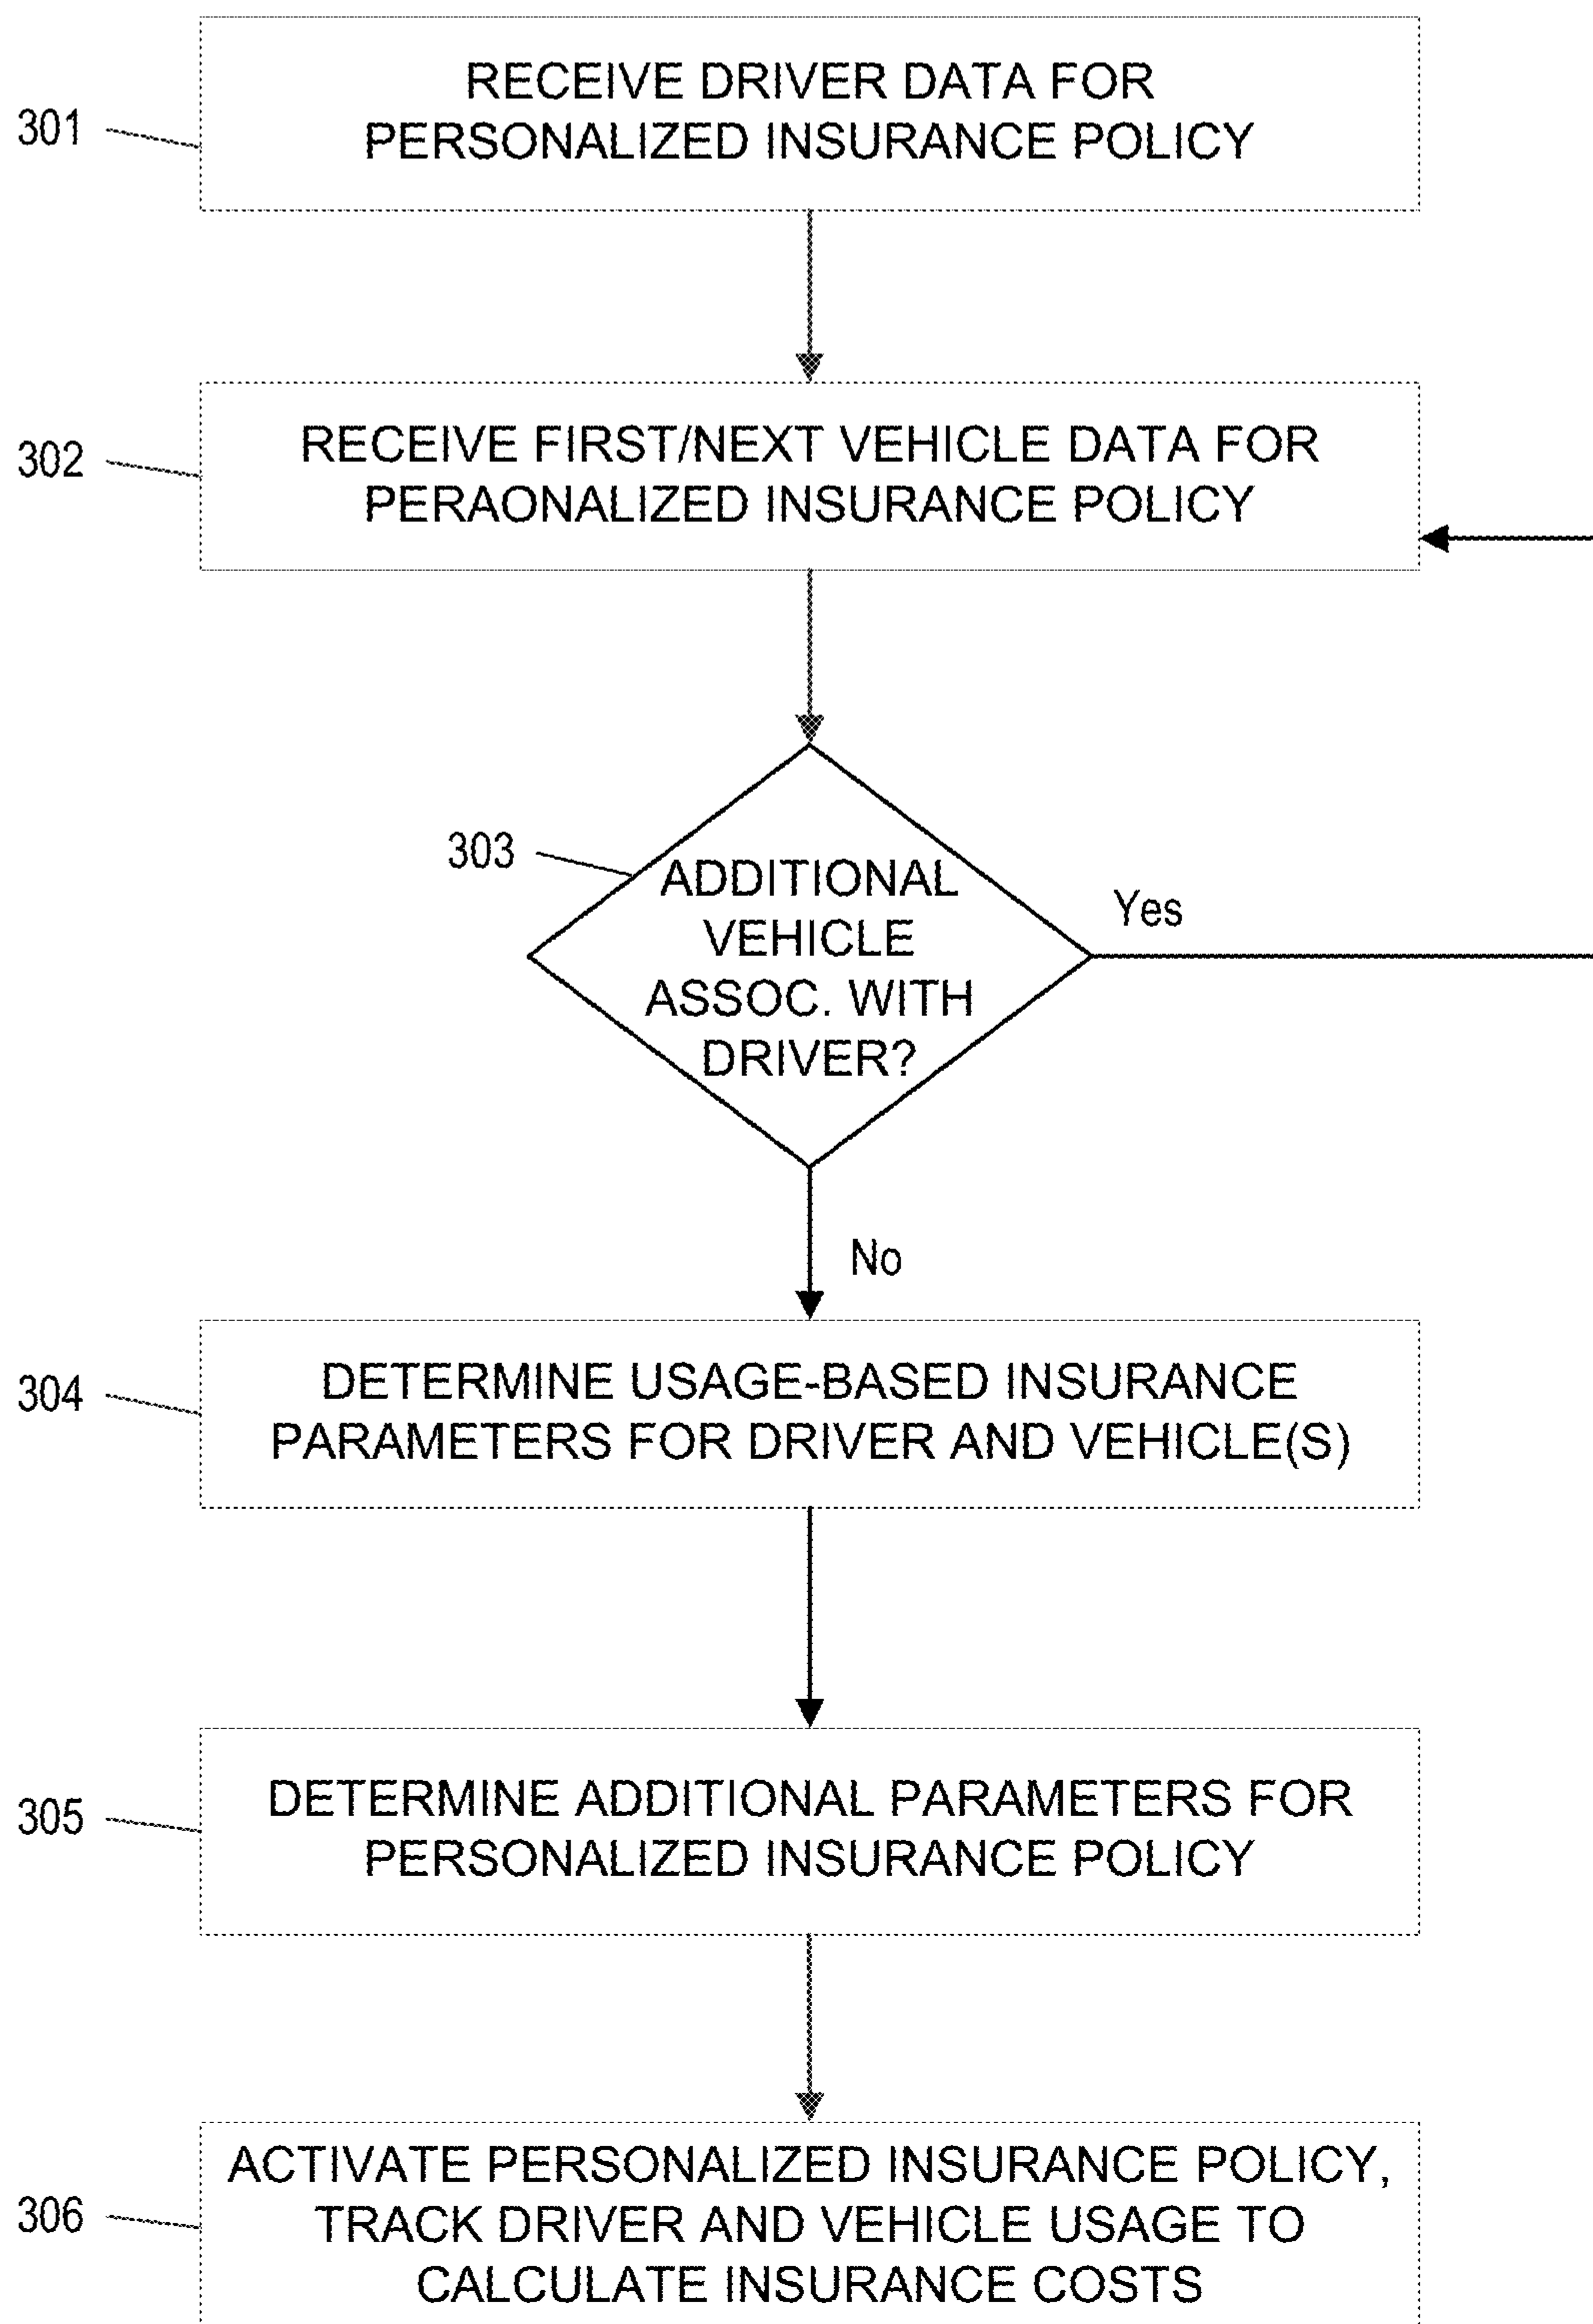 RECEIVE DRIVER DATA FOR
PERSONALIZED INSURANCE POLICY
301
RECEIVE FIRST/NEXT VEHICLE DATA FOR
PERAONALIZED INSURANCE POLICY
302
303
ADDITIONAL
VEHICLE
ASSOC. WITH
DRIVER?
Yes
No
DETERMINE USAGE-BASED INSURANCE
PARAMETERS FOR DRIVER AND VEHICLE(S)
304
DETERMINE ADDITIONAL PARAMETERS FOR
PERSONALIZED INSURANCE POLICY
305
ACTIVATE PERSONALIZED INSURANCE POLICY,
TRACK DRIVER AND VEHICLE USAGE TO
CALCULATE INSURANCE COSTS
306